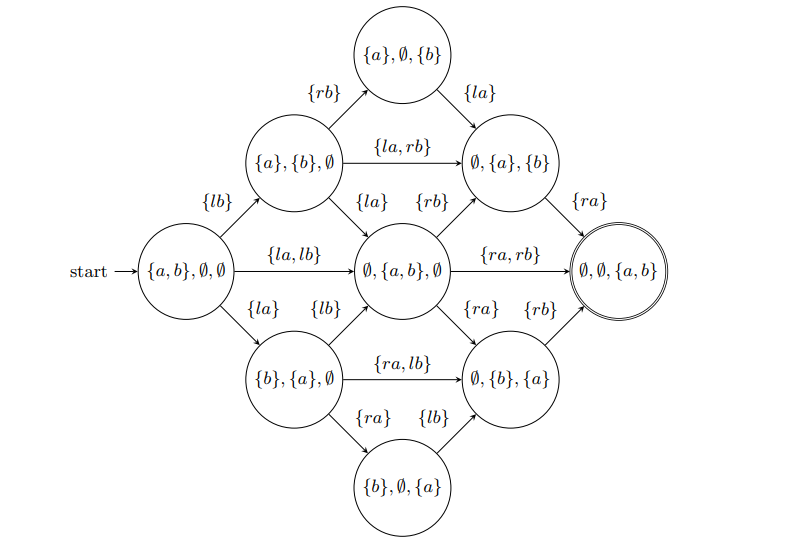 {a}, ∅, {b}
{rb} {la}
{a}, {b}, ∅ {la, rb} ∅, {a}, {b}
{lb} {la} {rb} {ra}
start {a, b}, ∅, ∅ {la, lb} ∅, {a, b}, ∅ {ra, rb} ∅, ∅, {a, b}
{la} {lb} {ra} {rb}
{b}, {a}, ∅ {ra, lb} ∅, {b}, {a}
{ra} {lb}
{b}, ∅, {a}